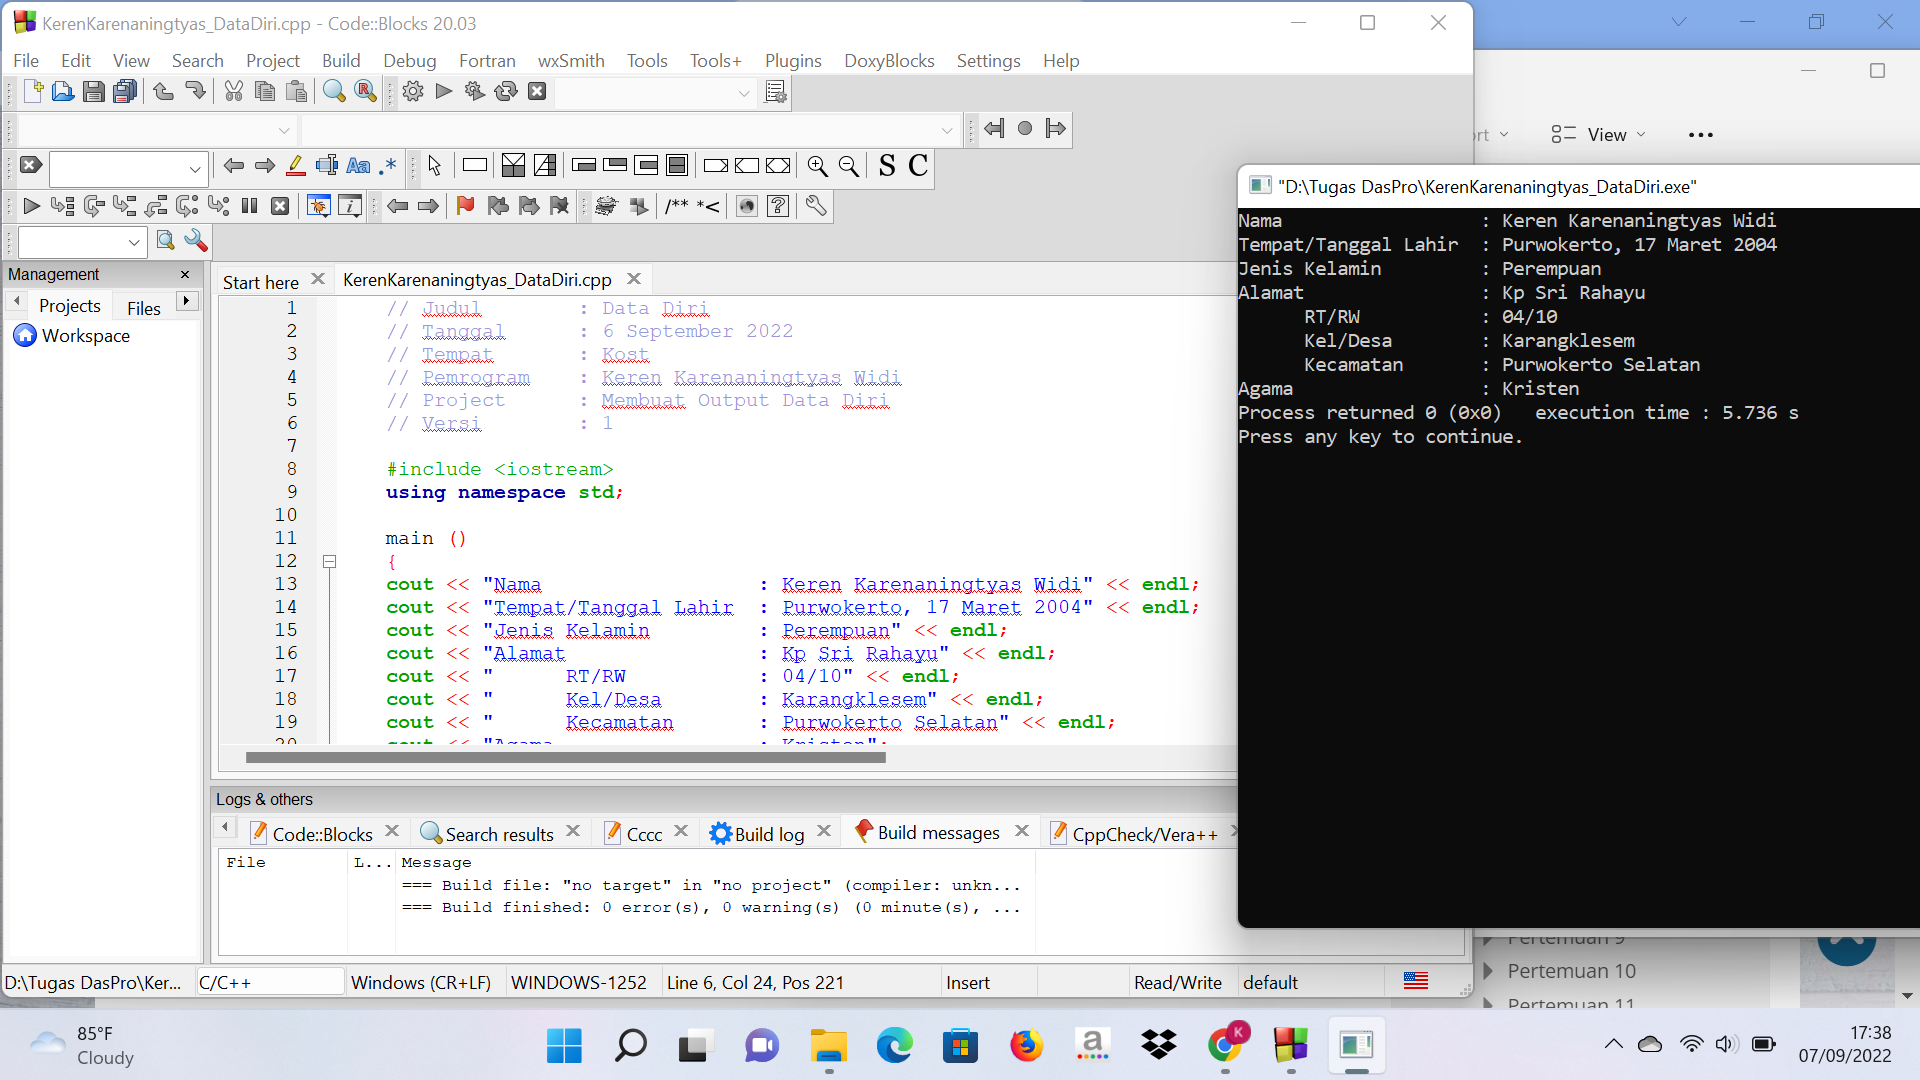 KerenKarenaningtyas_DataDiri.cpp - Code::Blocks 20.03
File Edit View Search Project Build Debug Fortran wxSmith Tools Tools+ Plugins DoxyBlocks Settings Help
View
S C
/** *<
Management
Projects Files
Workspace
Start here KerenKarenaningtyas_DataDiri.cpp
1 // Judul : Data Diri
2 // Tanggal : 6 September 2022
3 // Tempat : Kost
4 // Pemrogram : Keren Karenaningtyas Widi
5 // Project : Membuat Output Data Diri
6 // Versi : 1
7
8 #include <iostream>
9 using namespace std;
10
11 main ()
12 {
13 cout << "Nama : Keren Karenaningtyas Widi" << endl;
14 cout << "Tempat/Tanggal Lahir : Purwokerto, 17 Maret 2004" << endl;
15 cout << "Jenis Kelamin : Perempuan" << endl;
16 cout << "Alamat : Kp Sri Rahayu" << endl;
17 cout << " RT/RW : 04/10" << endl;
18 cout << " Kel/Desa : Karangklesem" << endl;
19 cout << " Kecamatan : Purwokerto Selatan" << endl;
20 cout << "Agama : Kristen";
"D:\Tugas DasPro\KerenKarenaningtyas_DataDiri.exe"
Nama : Keren Karenaningtyas Widi
Tempat/Tanggal Lahir : Purwokerto, 17 Maret 2004
Jenis Kelamin : Perempuan
Alamat : Kp Sri Rahayu
RT/RW : 04/10
Kel/Desa : Karangklesem
Kecamatan : Purwokerto Selatan
Agama : Kristen
Process returned 0 (0x0) execution time : 5.736 s
Press any key to continue.
Logs & others
Code::Blocks Search results Cccc Build log Build messages CppCheck/Vera++
File L... Message
=== Build file: "no target" in "no project" (compiler: unkn...
=== Build finished: 0 error(s), 0 warning(s) (0 minute(s), ...
Pertemuan 9
Pertemuan 10
Pertemuan 11
D:\Tugas DasPro\Ker... C/C++ Windows (CR+LF) WINDOWS-1252 Line 6, Col 24, Pos 221 Insert Read/Write default
85°F
Cloudy
K
a
17:38
07/09/2022